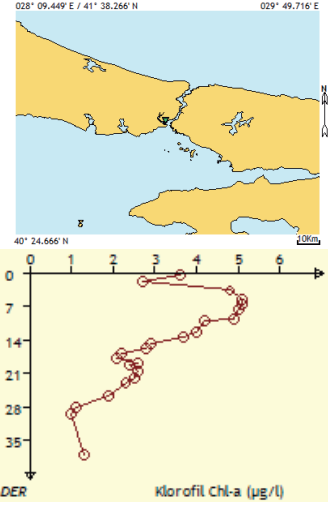 028° 09.449' E / 41° 38.266' N 029° 49.716' E
N
40° 24.666' N 10Km
0 1 2 3 4 5 6
0
7
14
21
28
35
DER Klorofil Chl-a (µg/l)